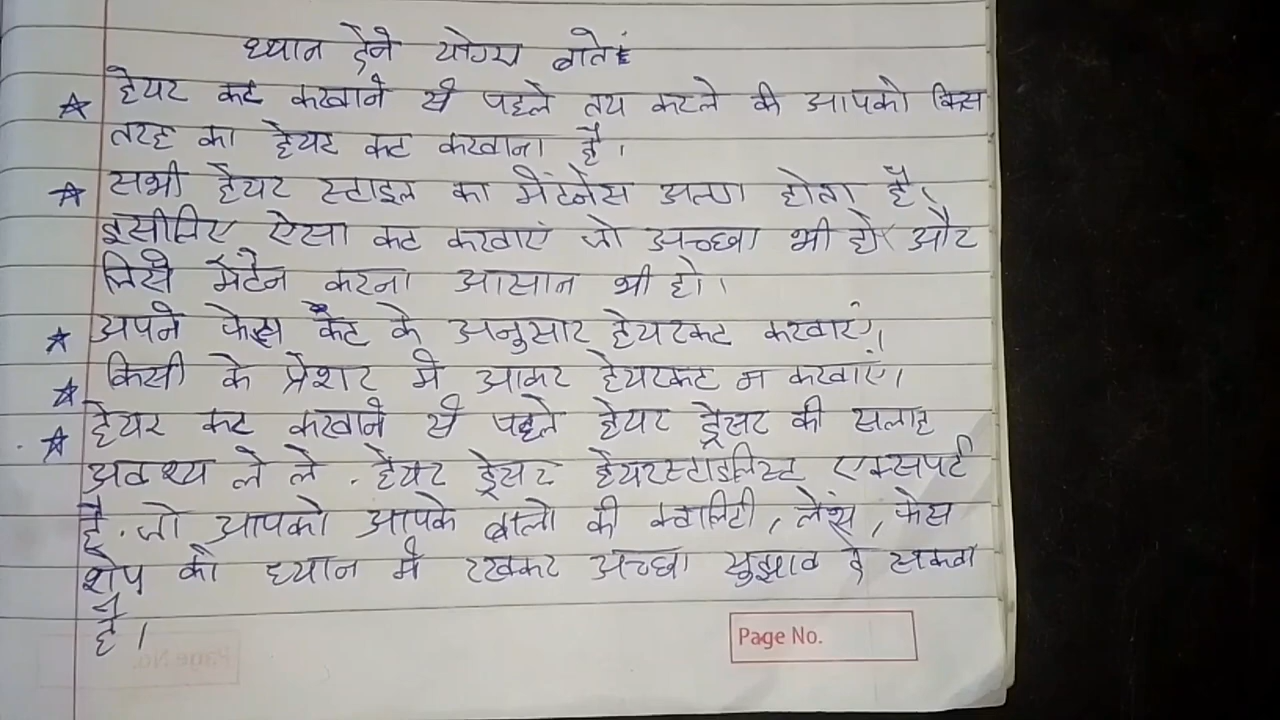 ध्यान देने योग्य बातें
☆ हेयर कट करवाने से पहले तय करले की आपको किस
तरह का हेयर कट करवाना है।
☆ सभी हेयर स्टाइल का मेंटनेंस अलग होता है।
इसीलिए ऐसा कट करवाएं जो अच्छा भी हो और
जिसे मेंटेन करना आसान भी हो।
☆ अपने फेस कट के अनुसार हेयरकट करवाएं।
☆ किसी के प्रेशर में आकर हेयरकट न करवाएं।
☆ हेयर कट करवाने से पहले हेयर ड्रेसर की सलाह
अवश्य ले ले. हेयर ड्रेसर हेयरस्टाइलिस्ट एक्सपर्ट
है. जो आपको आपके बालो की क्वालिटी, लेंथ, फेस
शेप को ध्यान में रखकर अच्छा सुझाव दे सकता
है।
Page No.